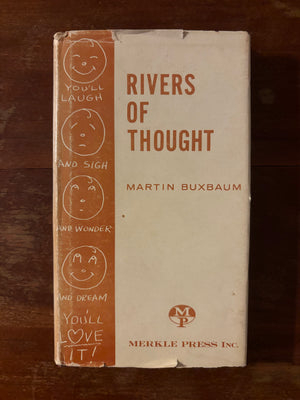 YOU'LL
LAUGH
AND SIGH
AND WONDER
AND DREAM
YOU'LL
LOVE
IT!
RIVERS
OF
THOUGHT
MARTIN BUXBAUM
M
P
MERKLE PRESS INC.